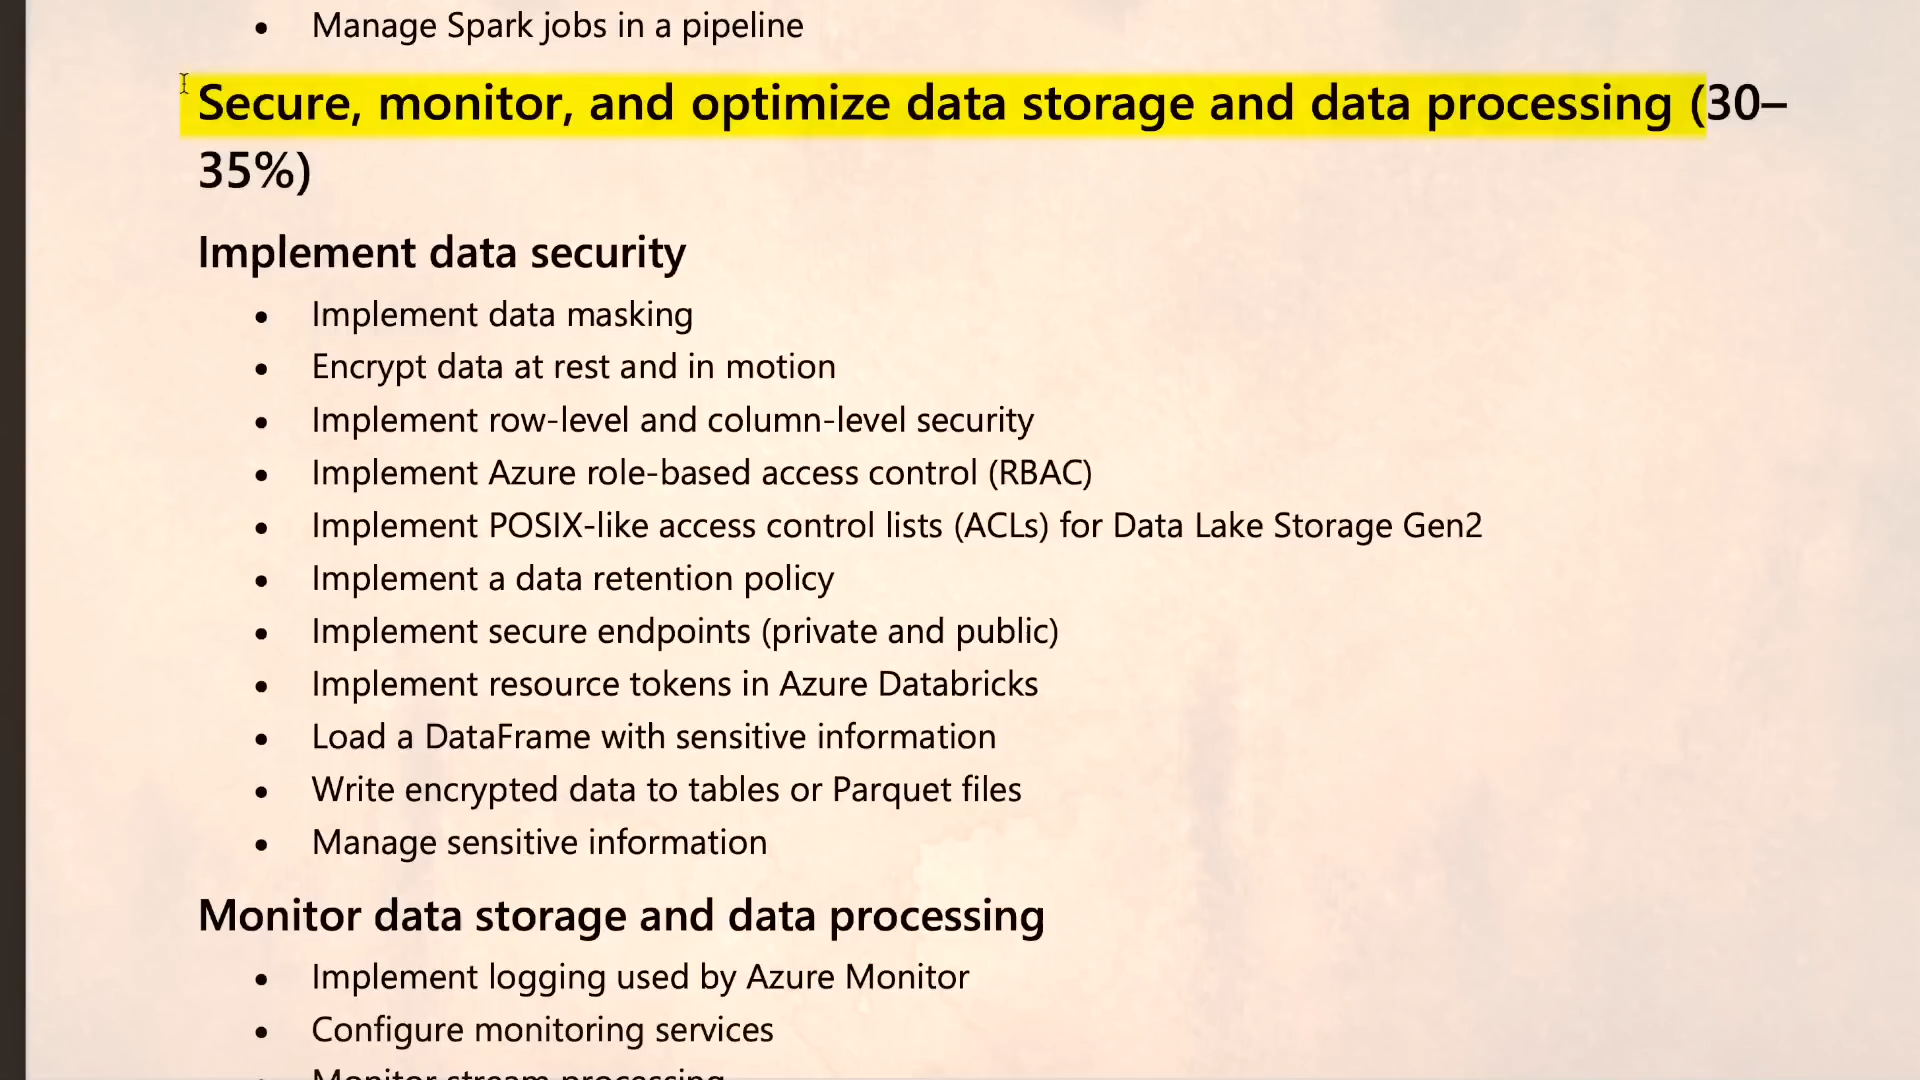 • Manage Spark jobs in a pipeline
Secure, monitor, and optimize data storage and data processing (30–
35%)
Implement data security
• Implement data masking
• Encrypt data at rest and in motion
• Implement row-level and column-level security
• Implement Azure role-based access control (RBAC)
• Implement POSIX-like access control lists (ACLs) for Data Lake Storage Gen2
• Implement a data retention policy
• Implement secure endpoints (private and public)
• Implement resource tokens in Azure Databricks
• Load a DataFrame with sensitive information
• Write encrypted data to tables or Parquet files
• Manage sensitive information
Monitor data storage and data processing
• Implement logging used by Azure Monitor
• Configure monitoring services
• Monitor stream processing